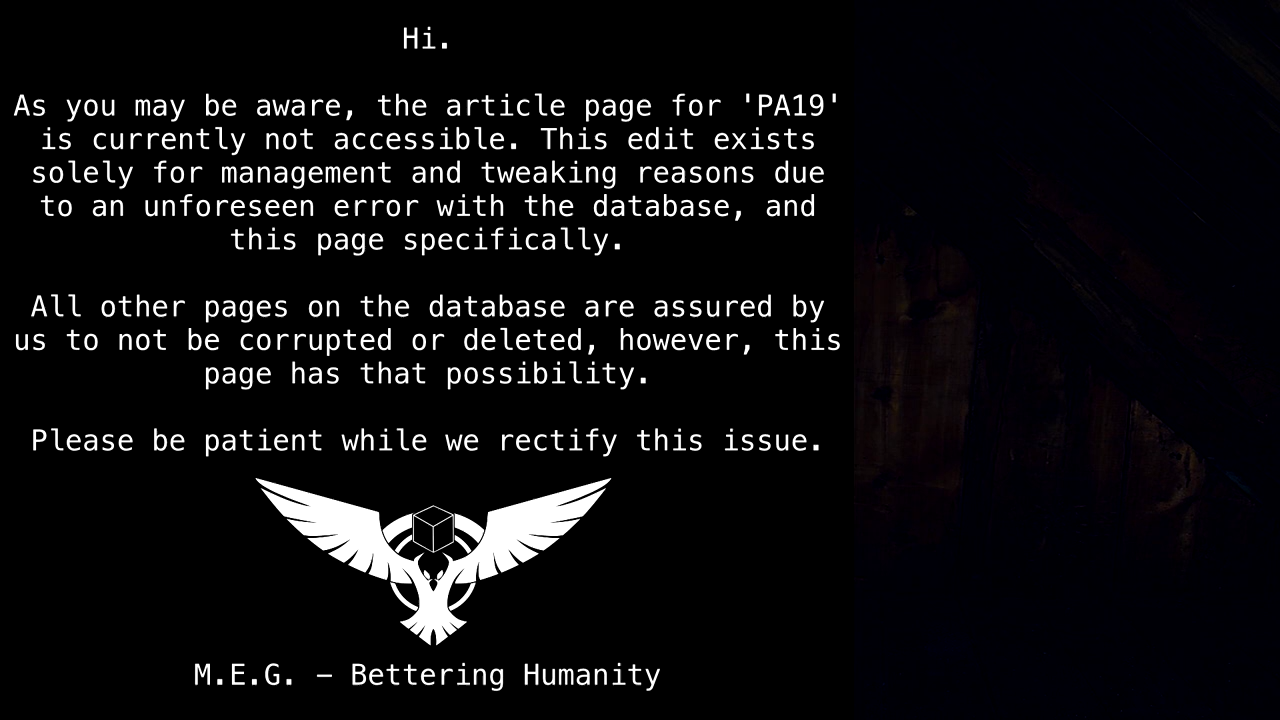 Hi.
As you may be aware, the article page for 'PA19'
is currently not accessible. This edit exists
solely for management and tweaking reasons due
to an unforeseen error with the database, and
this page specifically.
All other pages on the database are assured by
us to not be corrupted or deleted, however, this
page has that possibility.
Please be patient while we rectify this issue.
M.E.G. – Bettering Humanity